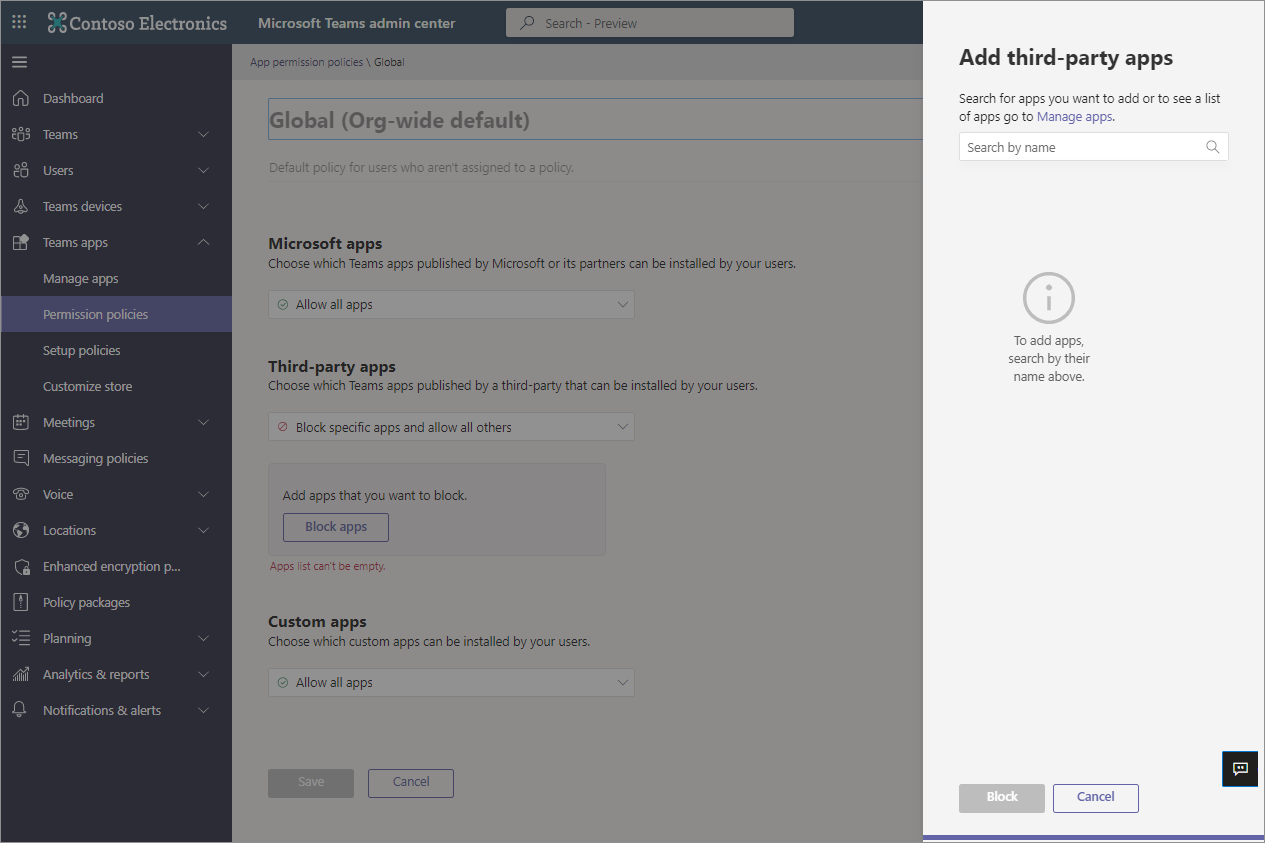 Contoso Electronics
Microsoft Teams admin center
Search - Preview
Dashboard
Teams
Users
Teams devices
Teams apps
Manage apps
Permission policies
Setup policies
Customize store
Meetings
Messaging policies
Voice
Locations
Enhanced encryption p...
Policy packages
Planning
Analytics & reports
Notifications & alerts
App permission policies \ Global
Global (Org-wide default)
Default policy for users who aren't assigned to a policy.
Microsoft apps
Choose which Teams apps published by Microsoft or its partners can be installed by your users.
Allow all apps
Third-party apps
Choose which Teams apps published by a third-party that can be installed by your users.
Block specific apps and allow all others
Add apps that you want to block.
Block apps
Apps list can't be empty.
Custom apps
Choose which custom apps can be installed by your users.
Allow all apps
Save
Cancel
Add third-party apps
Search for apps you want to add or to see a list
of apps go to Manage apps.
Search by name
To add apps,
search by their
name above.
Block
Cancel